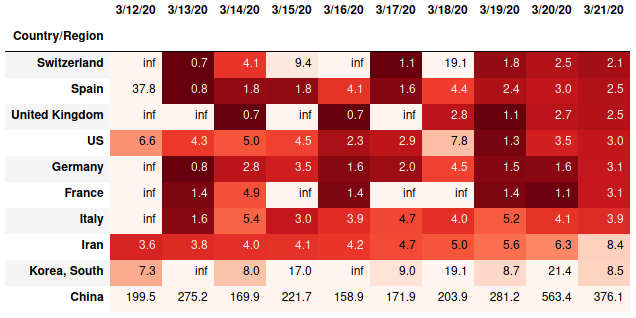 3/12/20 3/13/20 3/14/20 3/15/20 3/16/20 3/17/20 3/18/20 3/19/20 3/20/20 3/21/20
Country/Region
Switzerland inf 0.7 4.1 9.4 inf 1.1 19.1 1.8 2.5 2.1
Spain 37.8 0.8 1.8 1.8 4.1 1.6 4.4 2.4 3.0 2.5
United Kingdom inf inf 0.7 inf 0.7 inf 2.8 1.1 2.7 2.5
US 6.6 4.3 5.0 4.5 2.3 2.9 7.8 1.3 3.5 3.0
Germany inf 0.8 2.8 3.5 1.6 2.0 4.5 1.5 1.6 3.1
France inf 1.4 4.9 inf 1.4 inf inf 1.4 1.1 3.1
Italy inf 1.6 5.4 3.0 3.9 4.7 4.0 5.2 4.1 3.9
Iran 3.6 3.8 4.0 4.1 4.2 4.7 5.0 5.6 6.3 8.4
Korea, South 7.3 inf 8.0 17.0 inf 9.0 19.1 8.7 21.4 8.5
China 199.5 275.2 169.9 221.7 158.9 171.9 203.9 281.2 563.4 376.1